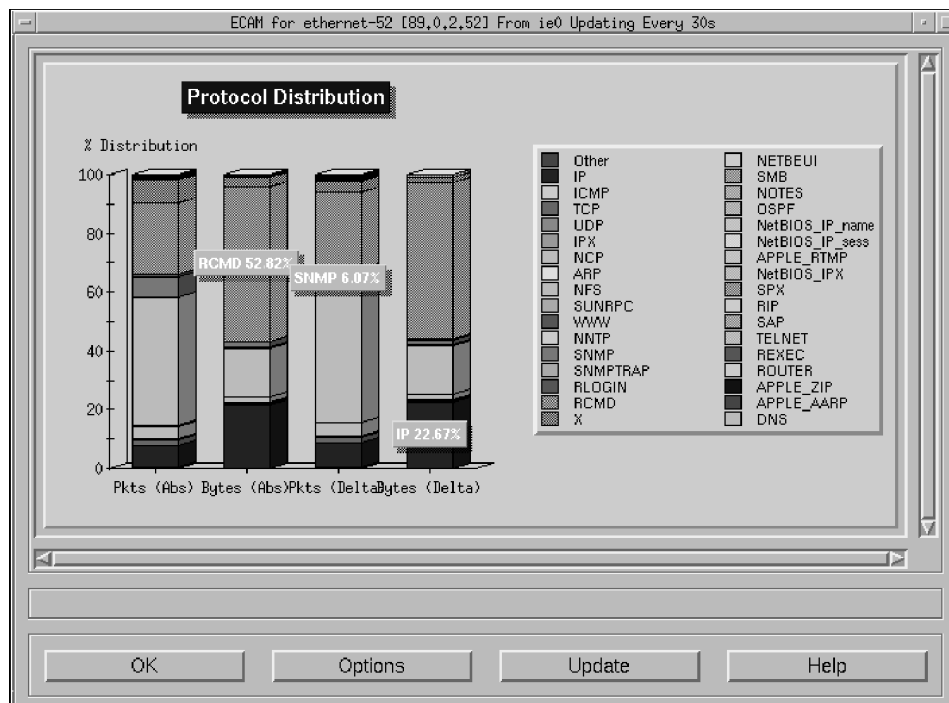 ECAM for ethernet-52 [89.0.2.52] From ie0 Updating Every 30s
Protocol Distribution
% Distribution
100
80
60
40
20
0
RCMD 52.82%
SNMP 6.07%
IP 22.67%
Pkts (Abs)
Bytes (Abs)
Pkts (Delta)
Bytes (Delta)
Other
IP
ICMP
TCP
UDP
IPX
NCP
ARP
NFS
SUNRPC
WWW
NNTP
SNMP
SNMPTRAP
RLOGIN
RCMD
X
NETBEUI
SMB
NOTES
OSPF
NetBIOS_IP_name
NetBIOS_IP_sess
APPLE_RTMP
NetBIOS_IPX
SPX
RIP
SAP
TELNET
REXEC
ROUTER
APPLE_ZIP
APPLE_AARP
DNS
OK
Options
Update
Help